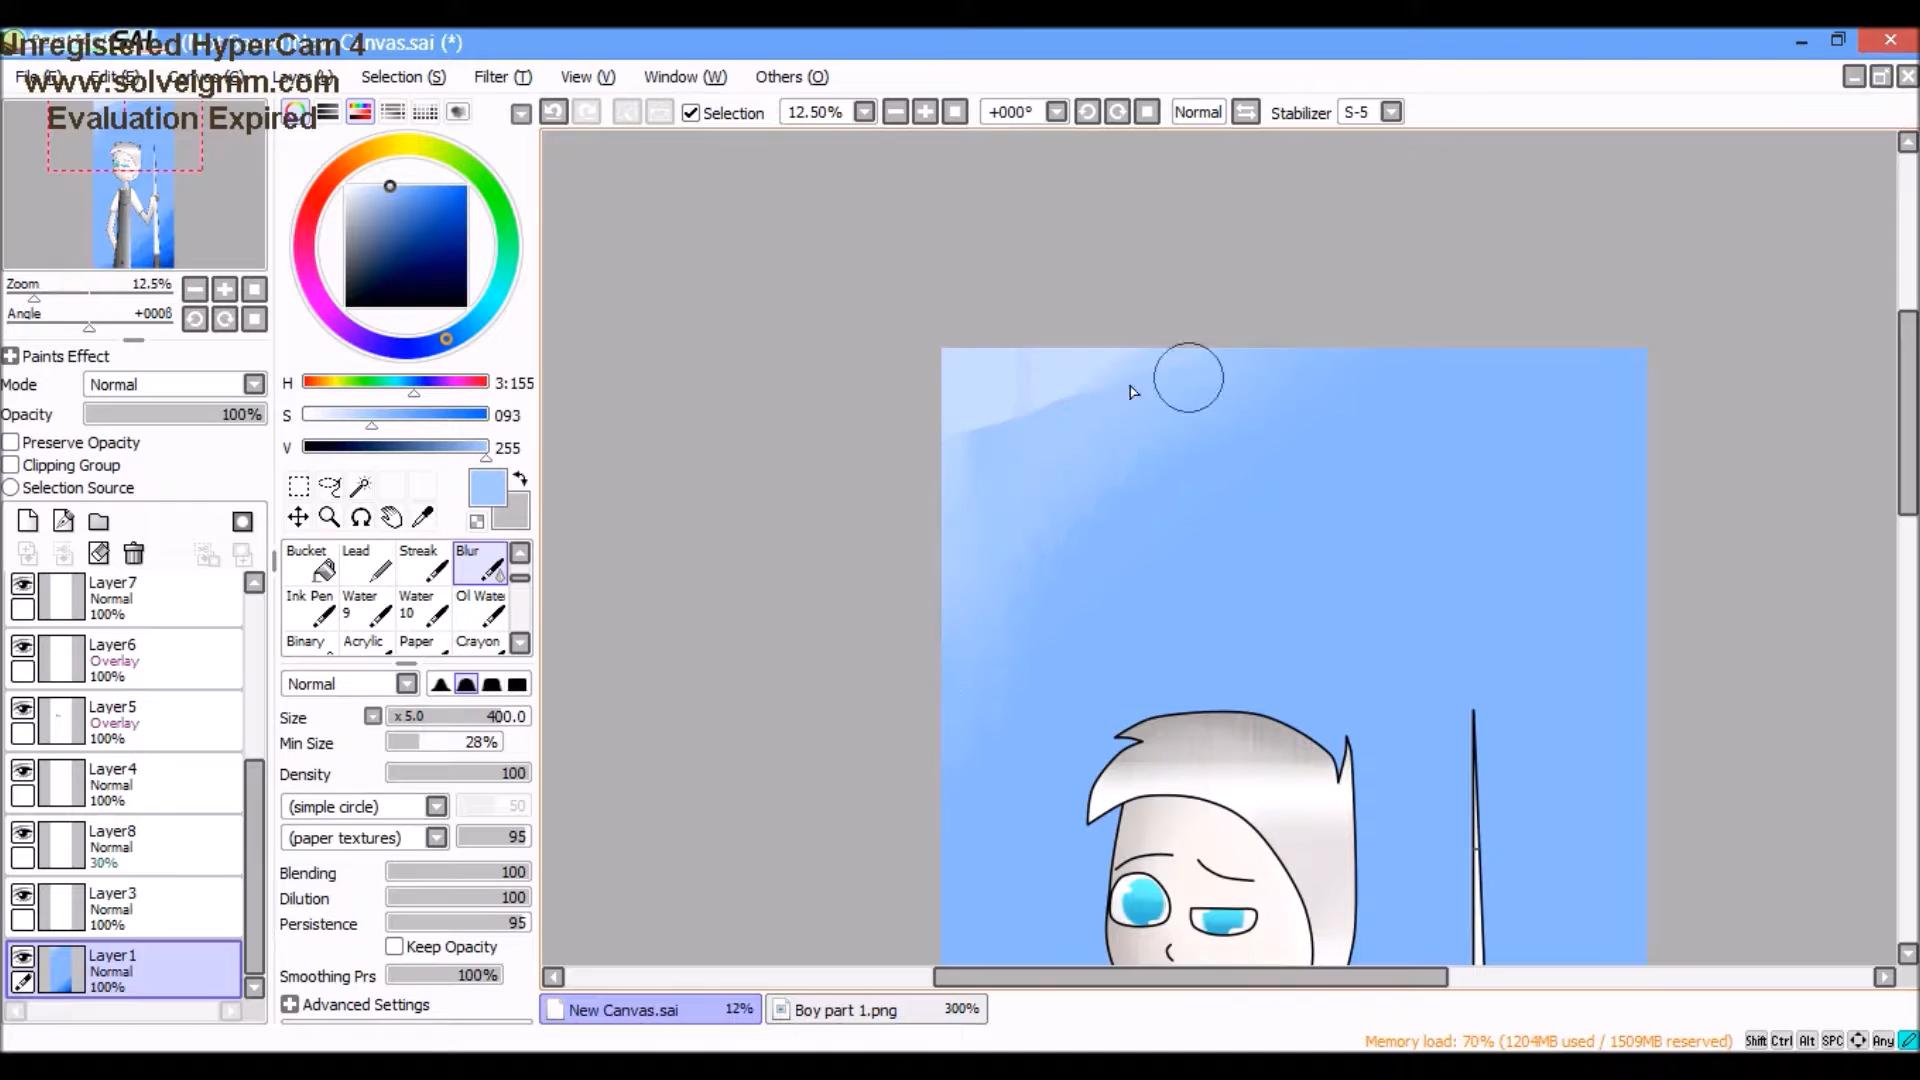 Unregistered HyperCam 4
www.solveigmm.com
Evaluation Expired
Canvas.sai (*)
Selection (S)
Filter (T)
View (V)
Window (W)
Others (O)
Selection
12.50%
+000°
Normal
Stabilizer
S-5
Zoom
12.5%
Angle
+000ß
Paints Effect
Mode
Normal
Opacity
100%
Preserve Opacity
Clipping Group
Selection Source
Layer7
Normal
100%
Layer6
Overlay
100%
Layer5
Overlay
100%
Layer4
Normal
100%
Layer8
Normal
30%
Layer3
Normal
100%
Layer1
Normal
100%
H
3:155
S
093
V
255
Bucket
Lead
Streak
Blur
Ink Pen
Water 9
Water 10
Ol Wate
Binary
Acrylic
Paper
Crayon
Normal
Size
x 5.0
400.0
Min Size
28%
Density
100
(simple circle)
50
(paper textures)
95
Blending
100
Dilution
100
Persistence
95
Keep Opacity
Smoothing Prs
100%
Advanced Settings
New Canvas.sai
12%
Boy part 1.png
300%
Memory load: 70% (1204MB used / 1509MB reserved)
Shift Ctrl Alt SPC Any